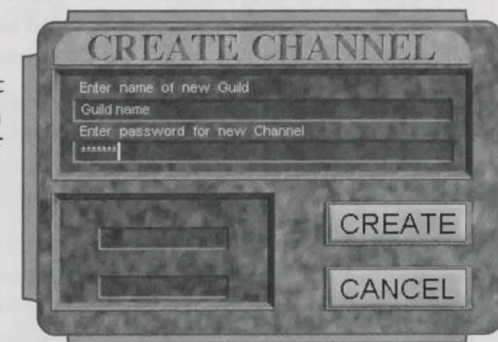 CREATE CHANNEL
Enter name of new Guild
Guild name
Enter password for new Channel
*******
CREATE
CANCEL